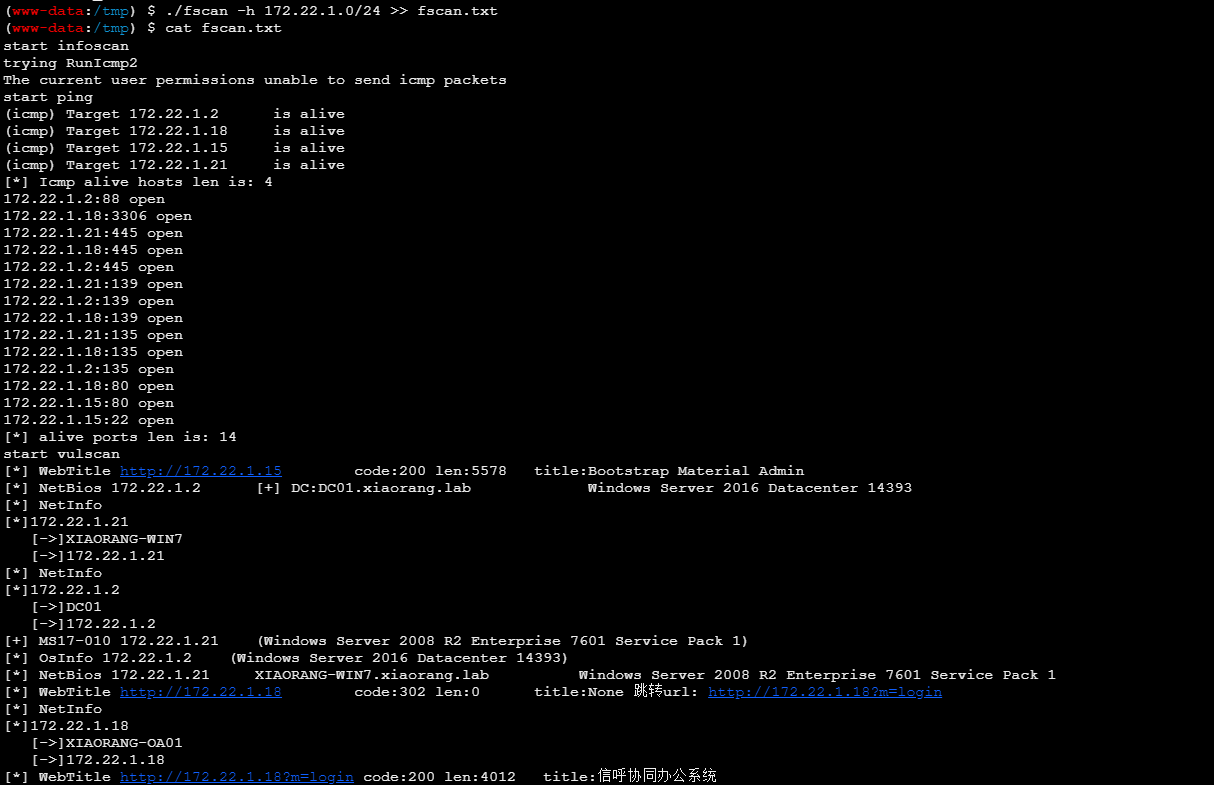 (www-data:/tmp) $ ./fscan -h 172.22.1.0/24 >> fscan.txt
(www-data:/tmp) $ cat fscan.txt
start infoscan
trying RunIcmp2
The current user permissions unable to send icmp packets
start ping
(icmp) Target 172.22.1.2      is alive
(icmp) Target 172.22.1.18     is alive
(icmp) Target 172.22.1.15     is alive
(icmp) Target 172.22.1.21     is alive
[*] Icmp alive hosts len is: 4
172.22.1.2:88 open
172.22.1.18:3306 open
172.22.1.21:445 open
172.22.1.18:445 open
172.22.1.2:445 open
172.22.1.21:139 open
172.22.1.2:139 open
172.22.1.18:139 open
172.22.1.21:135 open
172.22.1.18:135 open
172.22.1.2:135 open
172.22.1.18:80 open
172.22.1.15:80 open
172.22.1.15:22 open
[*] alive ports len is: 14
start vulscan
[*] WebTitle http://172.22.1.15        code:200 len:5578   title:Bootstrap Material Admin
[*] NetBios 172.22.1.2      [+] DC:DC01.xiaorang.lab             Windows Server 2016 Datacenter 14393
[*] NetInfo
[*]172.22.1.21
   [->]XIAORANG-WIN7
   [->]172.22.1.21
[*] NetInfo
[*]172.22.1.2
   [->]DC01
   [->]172.22.1.2
[+] MS17-010 172.22.1.21    (Windows Server 2008 R2 Enterprise 7601 Service Pack 1)
[*] OsInfo 172.22.1.2    (Windows Server 2016 Datacenter 14393)
[*] NetBios 172.22.1.21     XIAORANG-WIN7.xiaorang.lab          Windows Server 2008 R2 Enterprise 7601 Service Pack 1
[*] WebTitle http://172.22.1.18        code:302 len:0      title:None 跳转url: http://172.22.1.18?m=login
[*] NetInfo
[*]172.22.1.18
   [->]XIAORANG-OA01
   [->]172.22.1.18
[*] WebTitle http://172.22.1.18?m=login code:200 len:4012   title:信呼协同办公系统